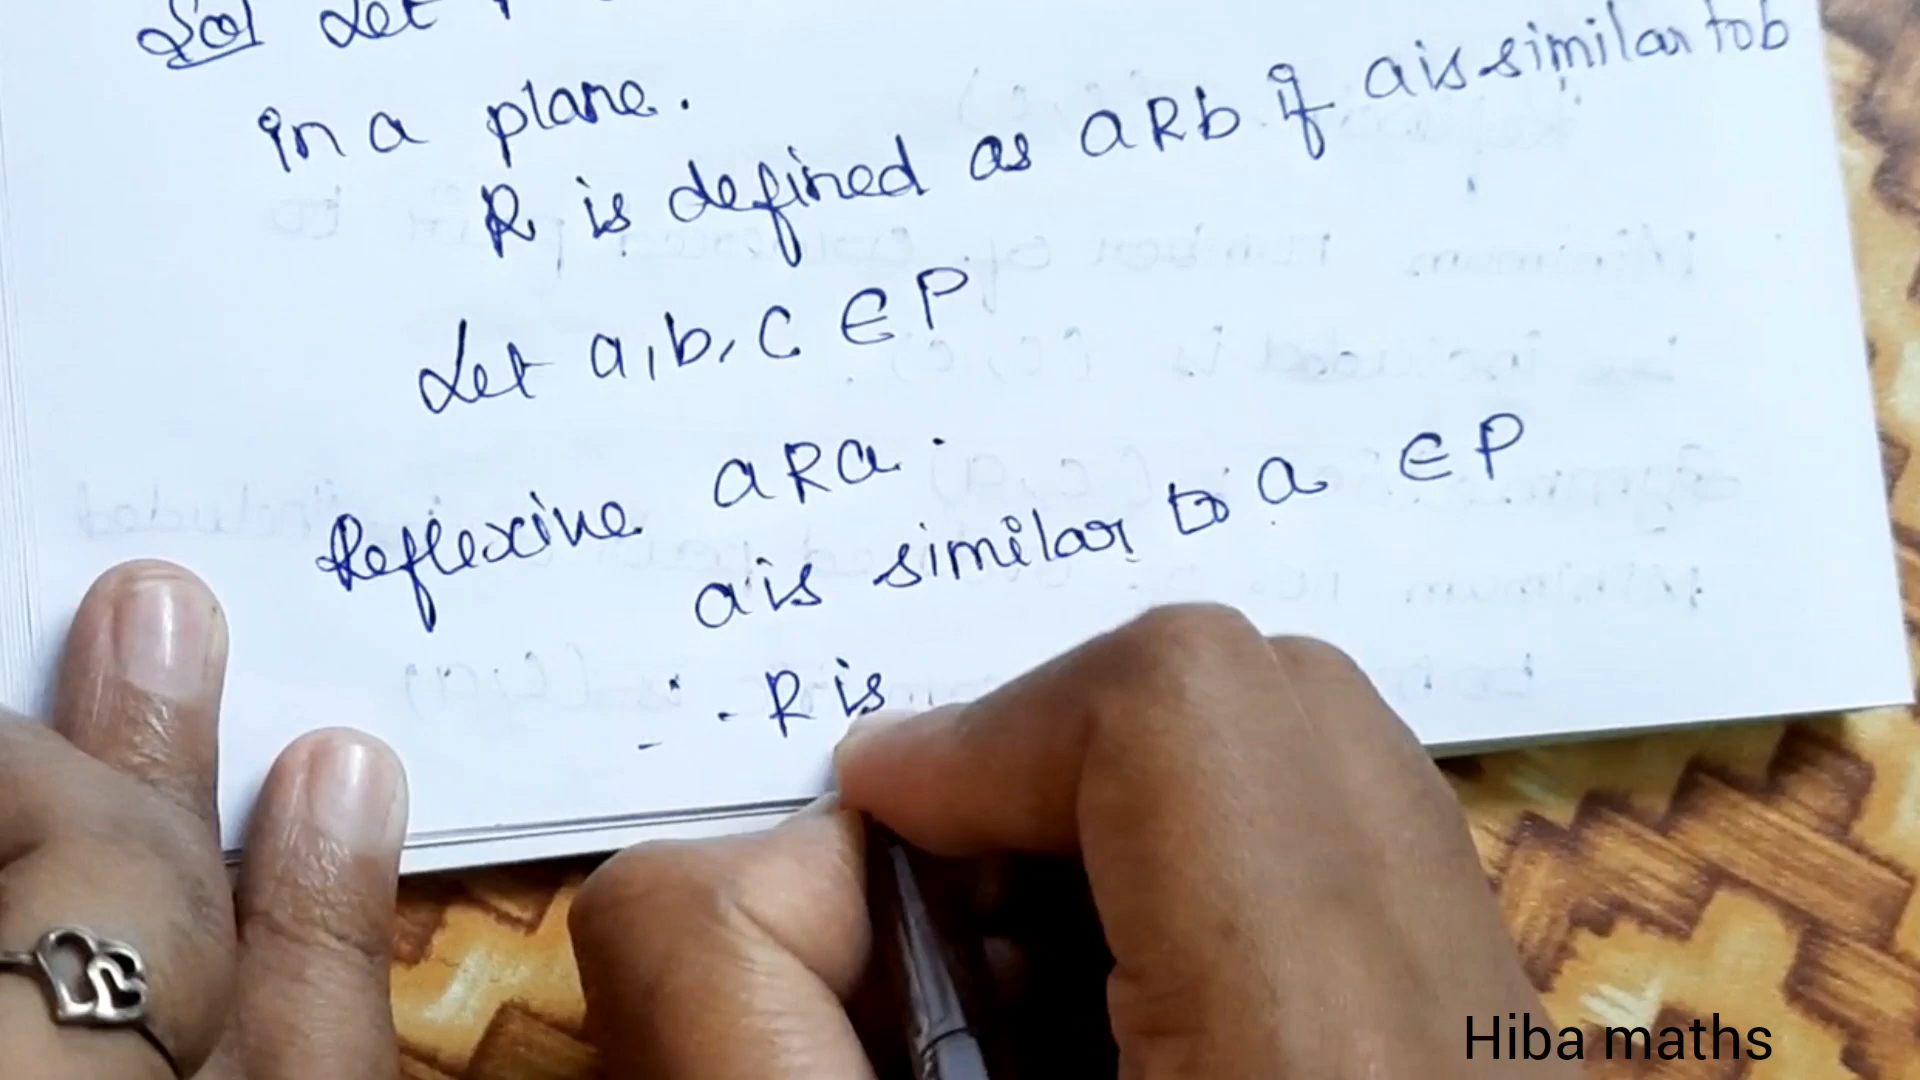 Sol Let
in a plane.
R is defined as aRb if a is similar to b
Let a, b, c ∈ P
Reflexive aRa.
a is similar to a ∈ P
∴ R is
Hiba maths